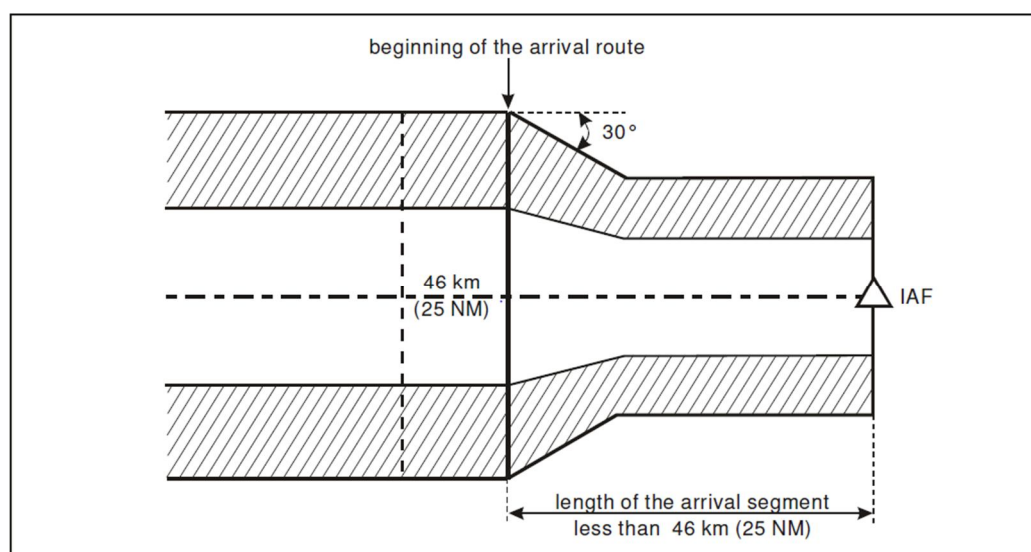 beginning of the arrival route
30°
46 km
(25 NM)
IAF
length of the arrival segment
less than 46 km (25 NM)